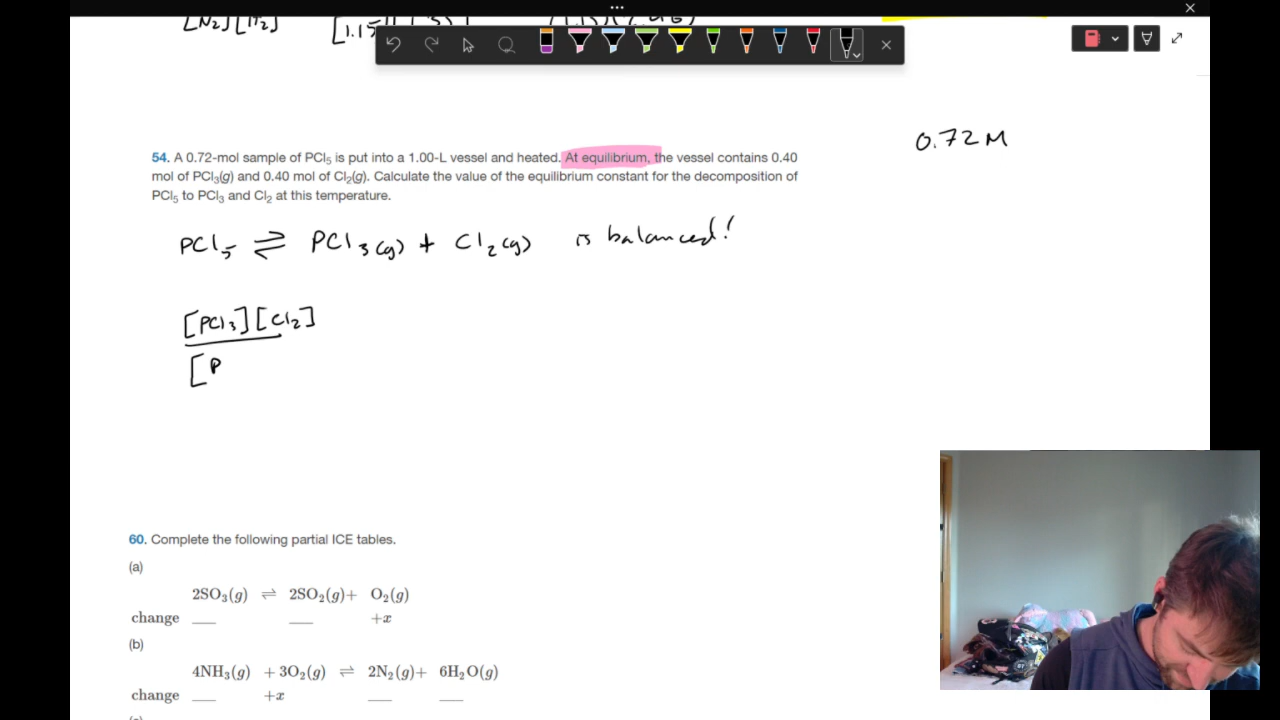 [N₂][H₂] [1.15]
0.72 M
54. A 0.72-mol sample of PCl₅ is put into a 1.00-L vessel and heated. At equilibrium, the vessel contains 0.40
mol of PCl₃(g) and 0.40 mol of Cl₂(g). Calculate the value of the equilibrium constant for the decomposition of
PCl₅ to PCl₃ and Cl₂ at this temperature.
PCl₅ ⇌ PCl₃(g) + Cl₂(g) is balanced!
[PCl₃][Cl₂]
[P
60. Complete the following partial ICE tables.
(a)
2SO₃(g) ⇌ 2SO₂(g)+ O₂(g)
change ___ ___ +x
(b)
4NH₃(g) + 3O₂(g) ⇌ 2N₂(g)+ 6H₂O(g)
change ___ +x ___ ___